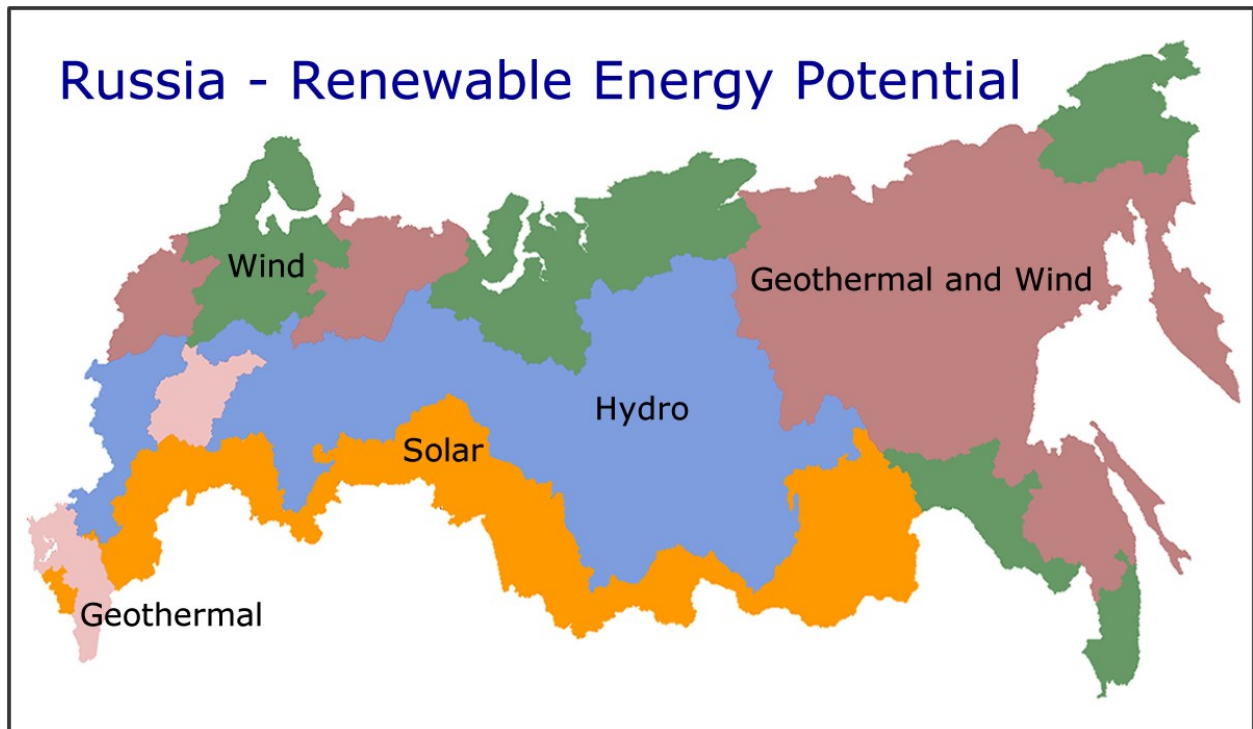 Russia - Renewable Energy Potential
Wind
Geothermal and Wind
Hydro
Solar
Geothermal